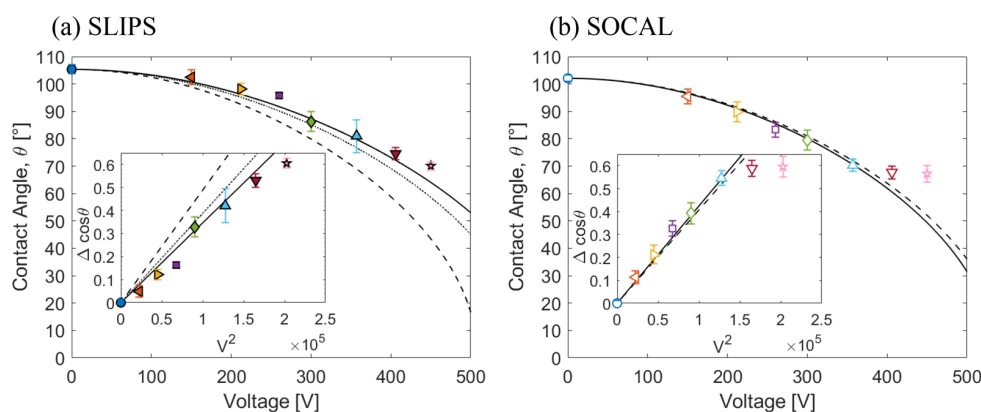 (a) SLIPS
(b) SOCAL
110
100
90
80
70
60
50
40
30
20
10
0
Contact Angle, θ [°]
0 100 200 300 400 500
Voltage [V]
0.6
0.5
0.4
0.3
0.2
0.1
0
Δ cosθ
0 0.5 1 1.5 2 2.5
V² ×10⁵
110
100
90
80
70
60
50
40
30
20
10
0
Contact Angle, θ [°]
0 100 200 300 400 500
Voltage [V]
0.6
0.5
0.4
0.3
0.2
0.1
0
Δ cosθ
0 0.5 1 1.5 2 2.5
V² ×10⁵